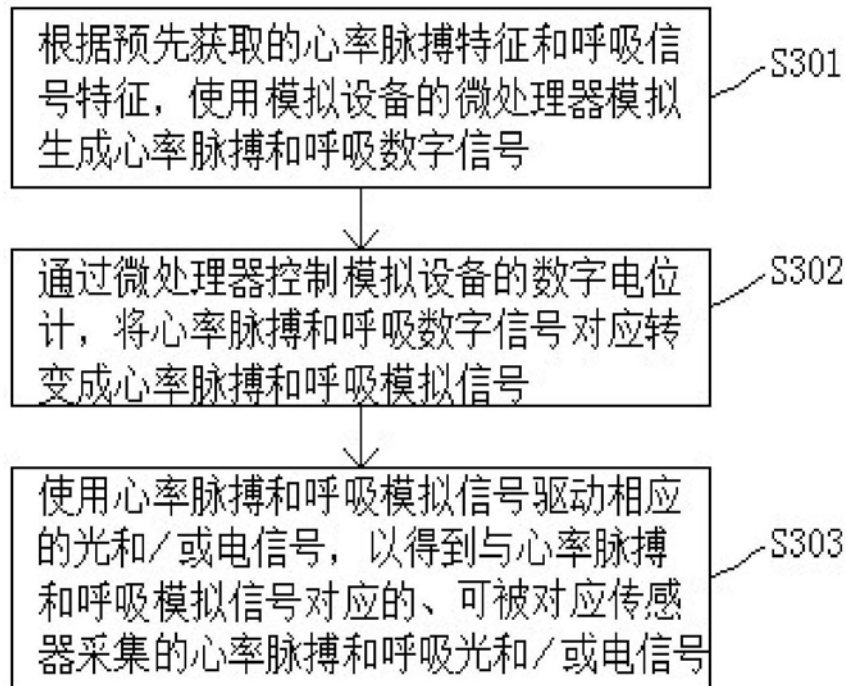 根据预先获取的心率脉搏特征和呼吸信
号特征，使用模拟设备的微处理器模拟
生成心率脉搏和呼吸数字信号
S301
通过微处理器控制模拟设备的数字电位
计，将心率脉搏和呼吸数字信号对应转
变成心率脉搏和呼吸模拟信号
S302
使用心率脉搏和呼吸模拟信号驱动相应
的光和/或电信号，以得到与心率脉搏
和呼吸模拟信号对应的、可被对应传感
器采集的心率脉搏和呼吸光和/或电信号
S303